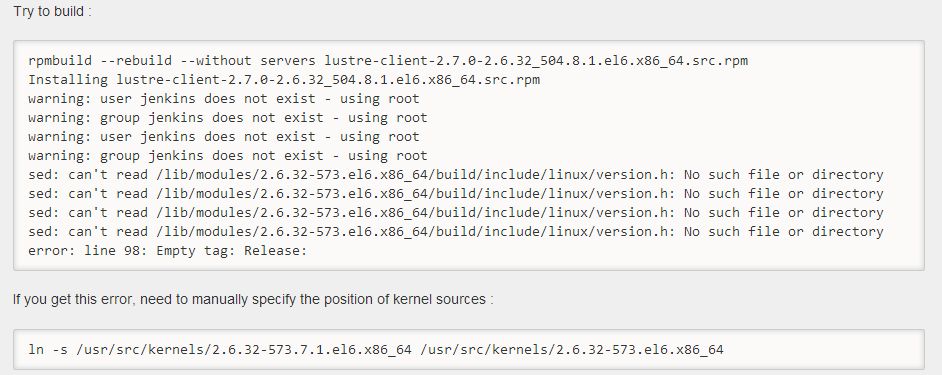 Try to build :
rpmbuild --rebuild --without servers lustre-client-2.7.0-2.6.32_504.8.1.el6.x86_64.src.rpm
Installing lustre-client-2.7.0-2.6.32_504.8.1.el6.x86_64.src.rpm
warning: user jenkins does not exist - using root
warning: group jenkins does not exist - using root
warning: user jenkins does not exist - using root
warning: group jenkins does not exist - using root
sed: can't read /lib/modules/2.6.32-573.el6.x86_64/build/include/linux/version.h: No such file or directory
sed: can't read /lib/modules/2.6.32-573.el6.x86_64/build/include/linux/version.h: No such file or directory
sed: can't read /lib/modules/2.6.32-573.el6.x86_64/build/include/linux/version.h: No such file or directory
sed: can't read /lib/modules/2.6.32-573.el6.x86_64/build/include/linux/version.h: No such file or directory
error: line 98: Empty tag: Release:
If you get this error, need to manually specify the position of kernel sources :
ln -s /usr/src/kernels/2.6.32-573.7.1.el6.x86_64 /usr/src/kernels/2.6.32-573.el6.x86_64